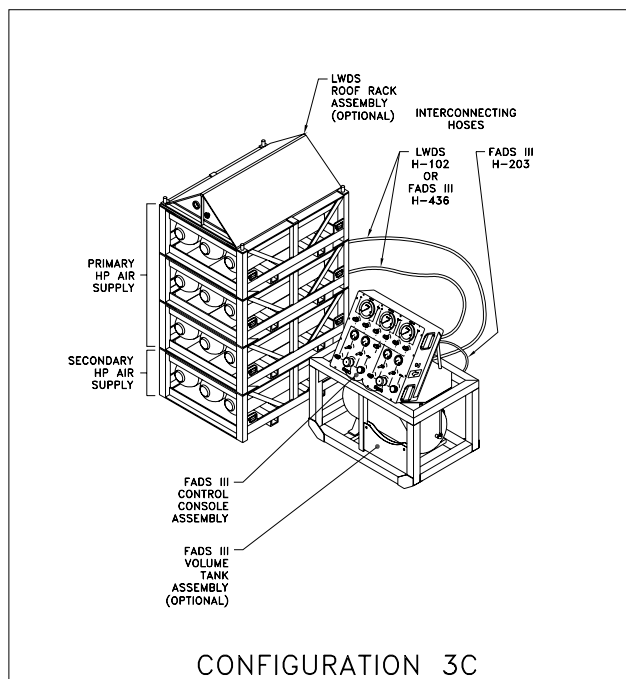 LWDS
ROOF RACK
ASSEMBLY
(OPTIONAL)
INTERCONNECTING
HOSES
LWDS
H-102
OR
FADS III
H-436
FADS III
H-203
PRIMARY
HP AIR
SUPPLY
SECONDARY
HP AIR
SUPPLY
FADS III
CONTROL
CONSOLE
ASSEMBLY
FADS III
VOLUME
TANK
ASSEMBLY
(OPTIONAL)
CONFIGURATION 3C